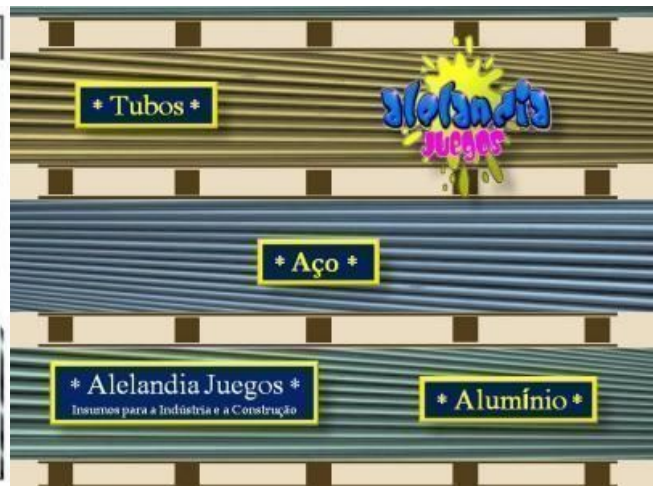 * Tubos *
alelandia
Juegos
* Aço *
* Alelandia Juegos *
Insumos para a Indústria e a Construção
* Alumínio *